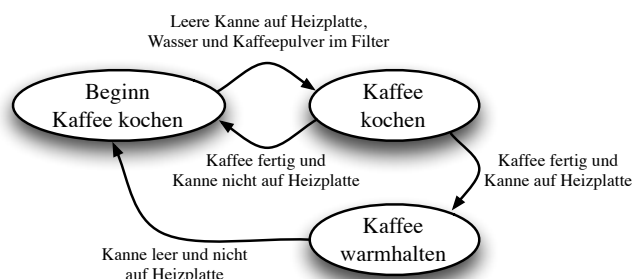 Leere Kanne auf Heizplatte,
Wasser und Kaffeepulver im Filter
Beginn
Kaffee kochen
Kaffee
kochen
Kaffee fertig und
Kanne nicht auf Heizplatte
Kaffee fertig und
Kanne auf Heizplatte
Kaffee
warmhalten
Kanne leer und nicht
auf Heizplatte